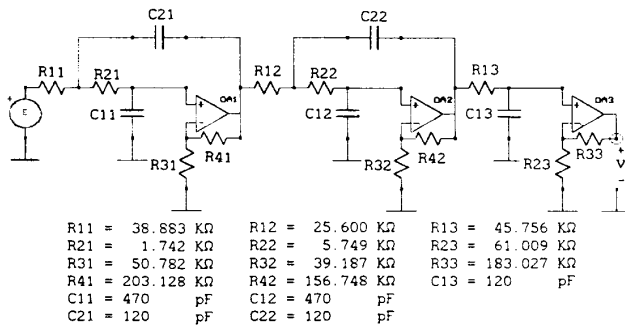 C21
C22
R11
R21
R12
R22
R13
OA1
OA2
OA3
+
E
C11
C12
C13
+
-
+
-
+
-
R41
R42
R33
R31
R32
R23
+
V
-
R11 = 38.883 KΩ R12 = 25.600 KΩ R13 = 45.756 KΩ
R21 = 1.742 KΩ R22 = 5.749 KΩ R23 = 61.009 KΩ
R31 = 50.782 KΩ R32 = 39.187 KΩ R33 = 183.027 KΩ
R41 = 203.128 KΩ R42 = 156.748 KΩ C13 = 120 pF
C11 = 470 pF C12 = 470 pF
C21 = 120 pF C22 = 120 pF